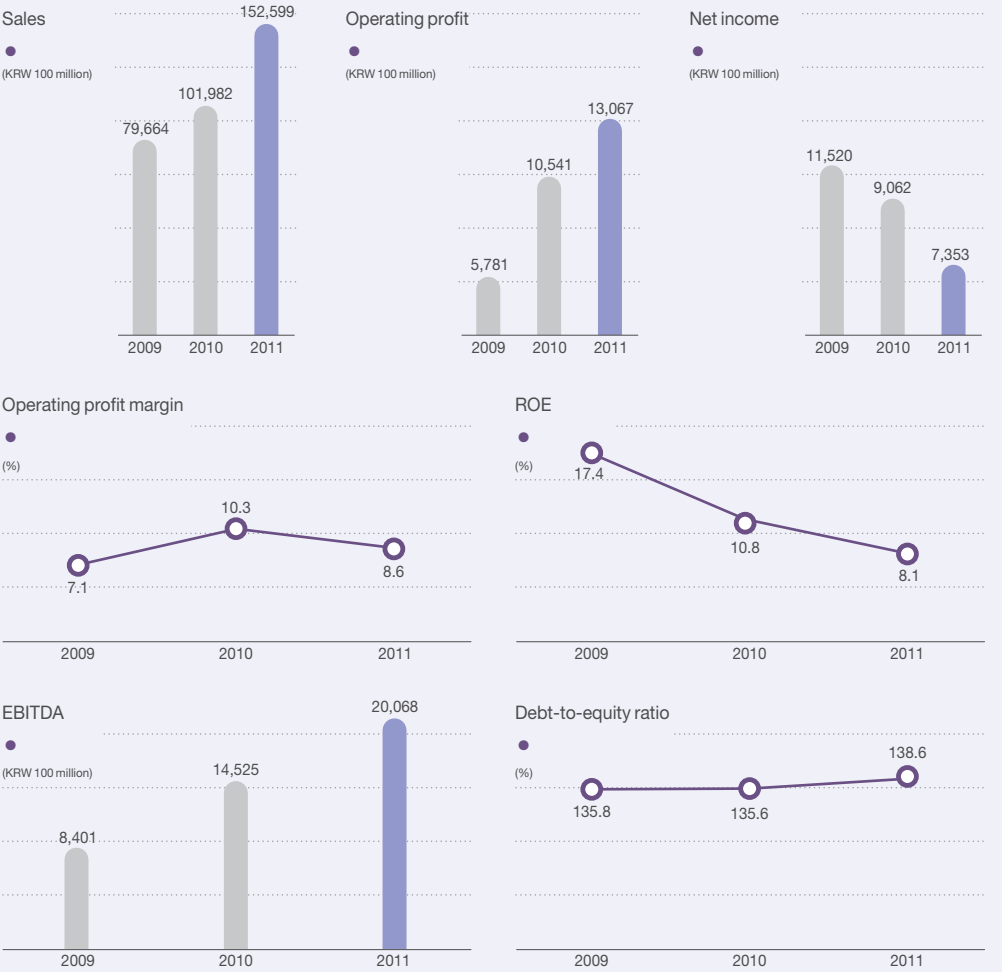 Sales
(KRW 100 million)
79,664
101,982
152,599
2009 2010 2011
Operating profit
(KRW 100 million)
5,781
10,541
13,067
2009 2010 2011
Net income
(KRW 100 million)
11,520
9,062
7,353
2009 2010 2011
Operating profit margin
(%)
7.1
10.3
8.6
2009 2010 2011
ROE
(%)
17.4
10.8
8.1
2009 2010 2011
EBITDA
(KRW 100 million)
8,401
14,525
20,068
2009 2010 2011
Debt-to-equity ratio
(%)
135.8
135.6
138.6
2009 2010 2011